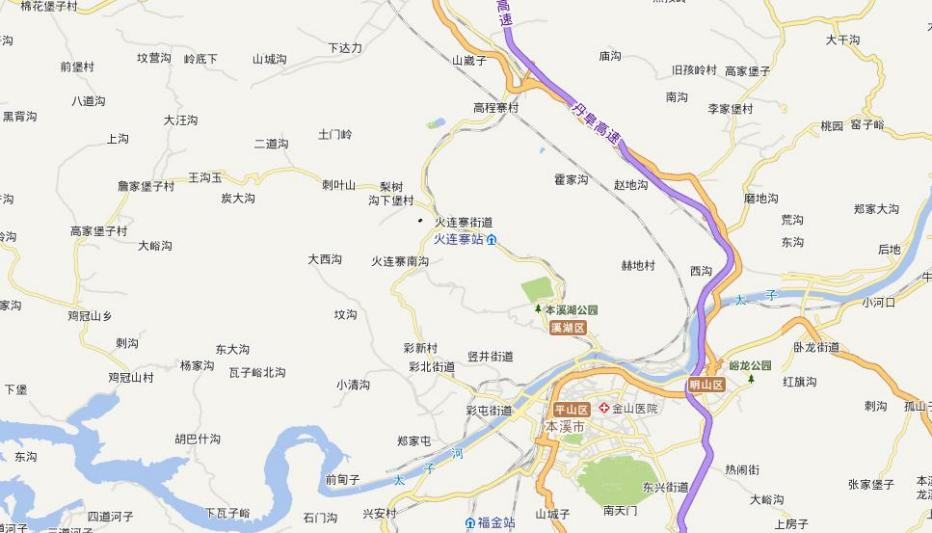 棉花堡子村
高速
大干沟
下达力
坟营沟
岭底下
山城沟
山嵗子
庙沟
前堡村
旧孩岭村
高家堡子
八道沟
南沟
高程寨村
李家堡村
黑背沟
大汪沟
丹阜高速
桃园
窑子峪
土门岭
上沟
二道沟
王沟玉
霍家沟
赵地沟
詹家堡子村
刺叶山
梨树
沟下堡村
炭大沟
磨地沟
郑家大沟
荒沟
火连寨街道
高家堡子村
火连寨站
东沟
大峪沟
后地
大西沟
火连寨南沟
赫地村
西沟
太子
小河口
本溪湖公园
鸡冠山乡
坟沟
溪湖区
刺沟
彩新村
卧龙街道
东大沟
竖井街道
杨家沟
彩北街道
峪龙公园
瓦子峪北沟
鸡冠山村
小清沟
明山区
红旗沟
下堡
彩屯街道
平山区
金山医院
刺沟
孤山子
本溪市
胡巴什沟
郑家屯
东沟
太子河
热闹街
前甸子
张家堡子
东兴街道
大峪沟
南天门
四道河子
下瓦子峪
石门沟
兴安村
山城子
福金站
上房子